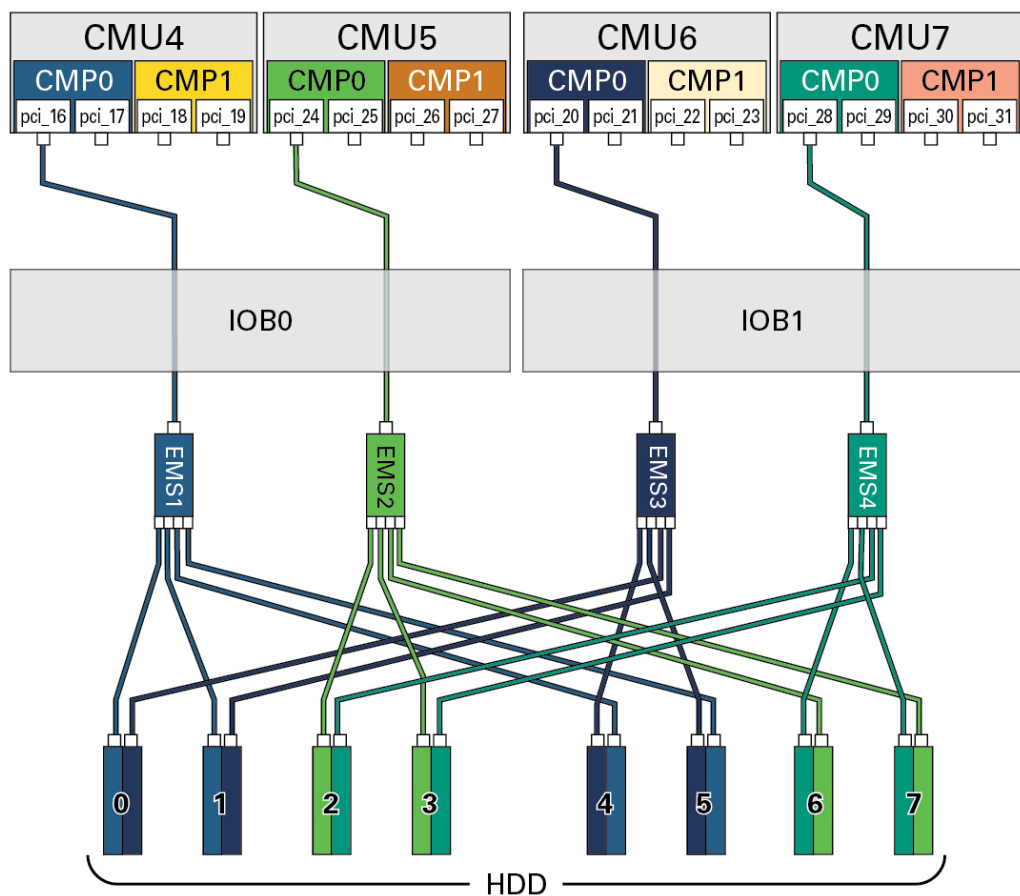 CMU4 CMU5 CMU6 CMU7
CMP0 CMP1 CMP0 CMP1 CMP0 CMP1 CMP0 CMP1
pci_16 pci_17 pci_18 pci_19 pci_24 pci_25 pci_26 pci_27 pci_20 pci_21 pci_22 pci_23 pci_28 pci_29 pci_30 pci_31
IOB0 IOB1
EMS1 EMS2 EMS3 EMS4
0 1 2 3 4 5 6 7
HDD